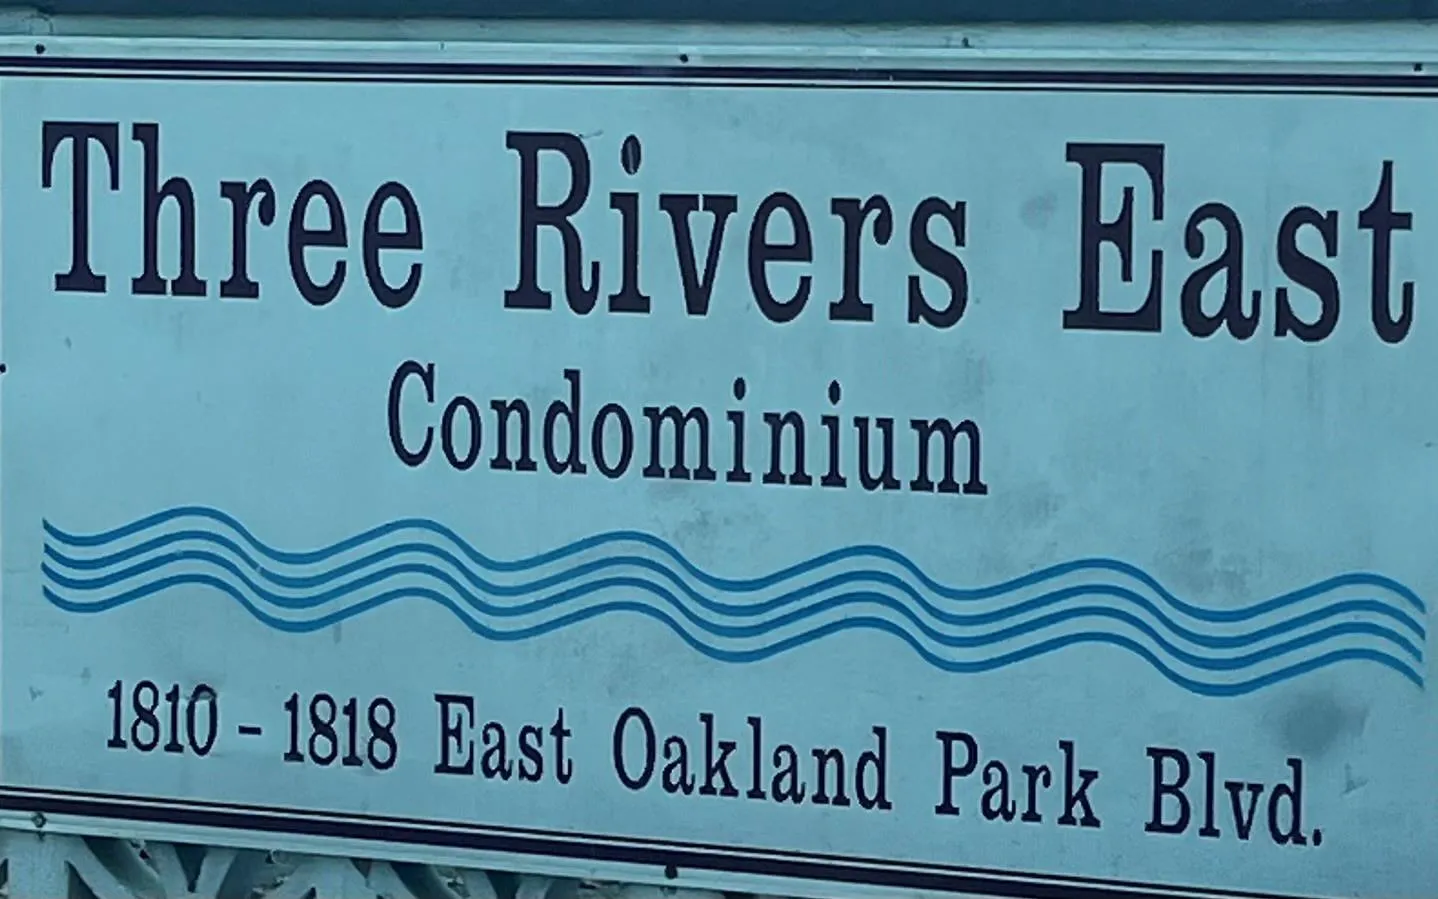 Three Rivers East
Condominium
1810 - 1818 East Oakland Park Blvd.